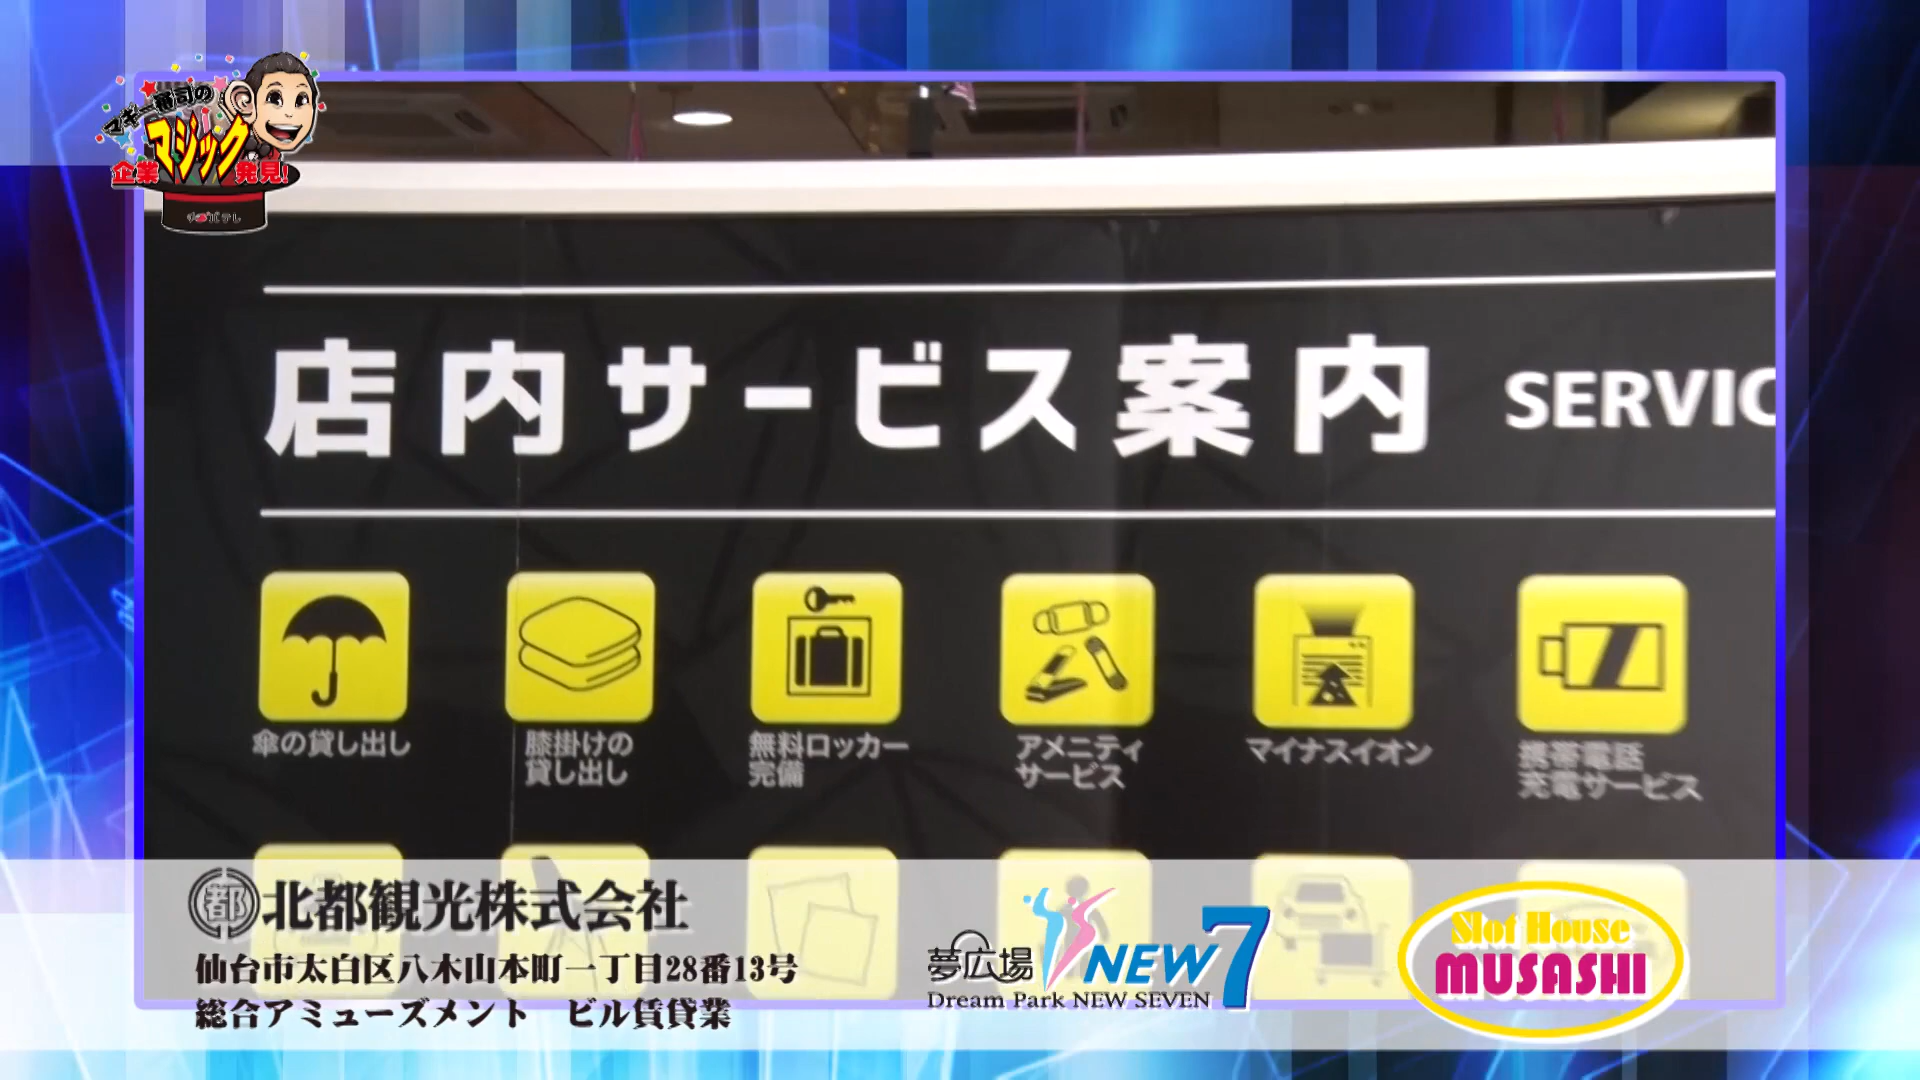 マギー審司の
企業マジック発見!
チバテレ
店内サービス案内 SERVIC
傘の貸し出し
膝掛けの
貸し出し
無料ロッカー
完備
アメニティ
サービス
マイナスイオン
携帯電話
充電サービス
都 北都観光株式会社
仙台市太白区八木山本町一丁目28番13号
総合アミューズメント ビル賃貸業
夢広場 NEW7
Dream Park NEW SEVEN
Slot House
MUSASHI